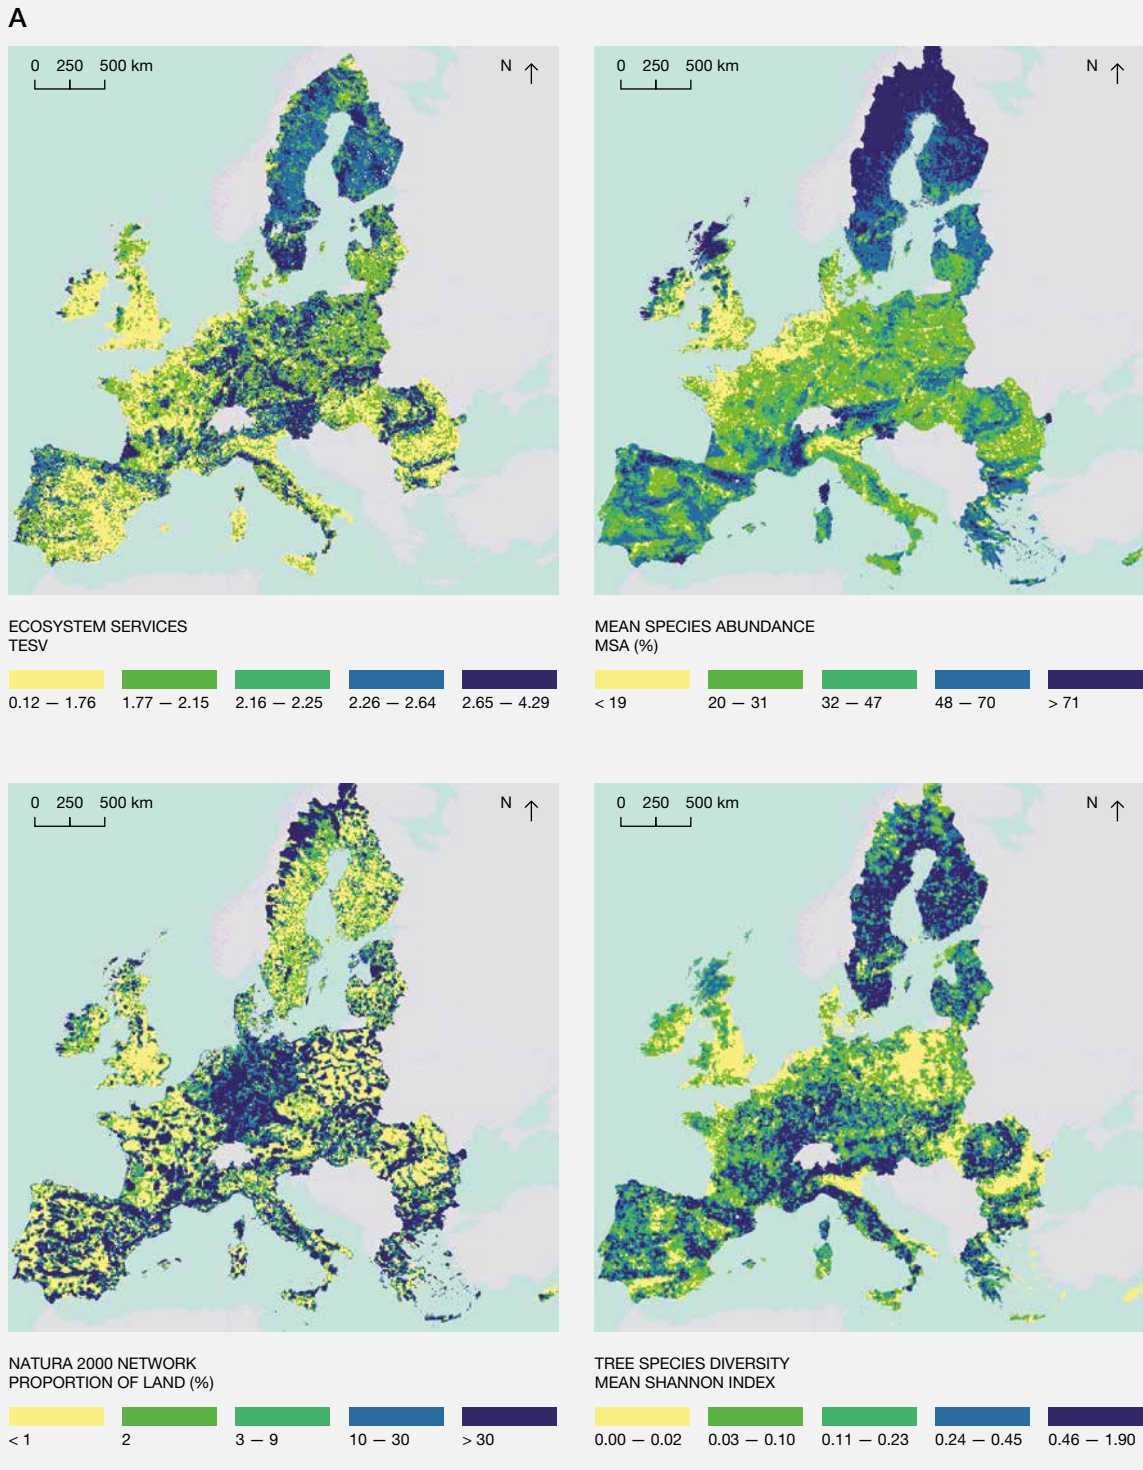 A
0 250 500 km
N
0 250 500 km
N
ECOSYSTEM SERVICES
TESV
0.12 — 1.76
1.77 — 2.15
2.16 — 2.25
2.26 — 2.64
2.65 — 4.29
MEAN SPECIES ABUNDANCE
MSA (%)
< 19
20 — 31
32 — 47
48 — 70
> 71
0 250 500 km
N
0 250 500 km
N
NATURA 2000 NETWORK
PROPORTION OF LAND (%)
< 1
2
3 — 9
10 — 30
> 30
TREE SPECIES DIVERSITY
MEAN SHANNON INDEX
0.00 — 0.02
0.03 — 0.10
0.11 — 0.23
0.24 — 0.45
0.46 — 1.90